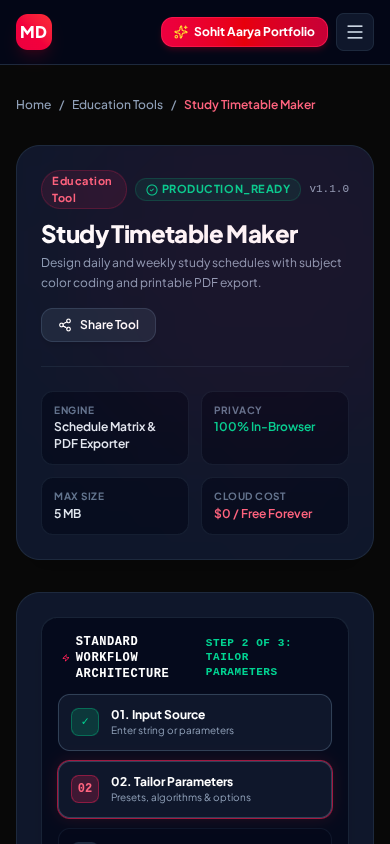 MD
Sohit Aarya Portfolio
Home / Education Tools / Study Timetable Maker
Education
Tool
PRODUCTION_READY
v1.1.0
Study Timetable Maker
Design daily and weekly study schedules with subject
color coding and printable PDF export.
Share Tool
ENGINE
Schedule Matrix &
PDF Exporter
PRIVACY
100% In-Browser
MAX SIZE
5 MB
CLOUD COST
$0 / Free Forever
STANDARD
WORKFLOW
ARCHITECTURE
STEP 2 OF 3:
TAILOR
PARAMETERS
✓
01. Input Source
Enter string or parameters
02
02. Tailor Parameters
Presets, algorithms & options